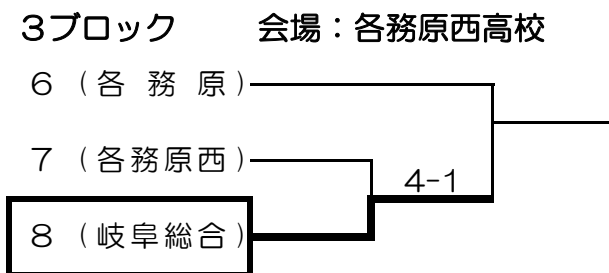 3ブロック　　会場：各務原西高校
6 （各 務 原）
7 （各務原西）
4-1
8 （岐阜総合）